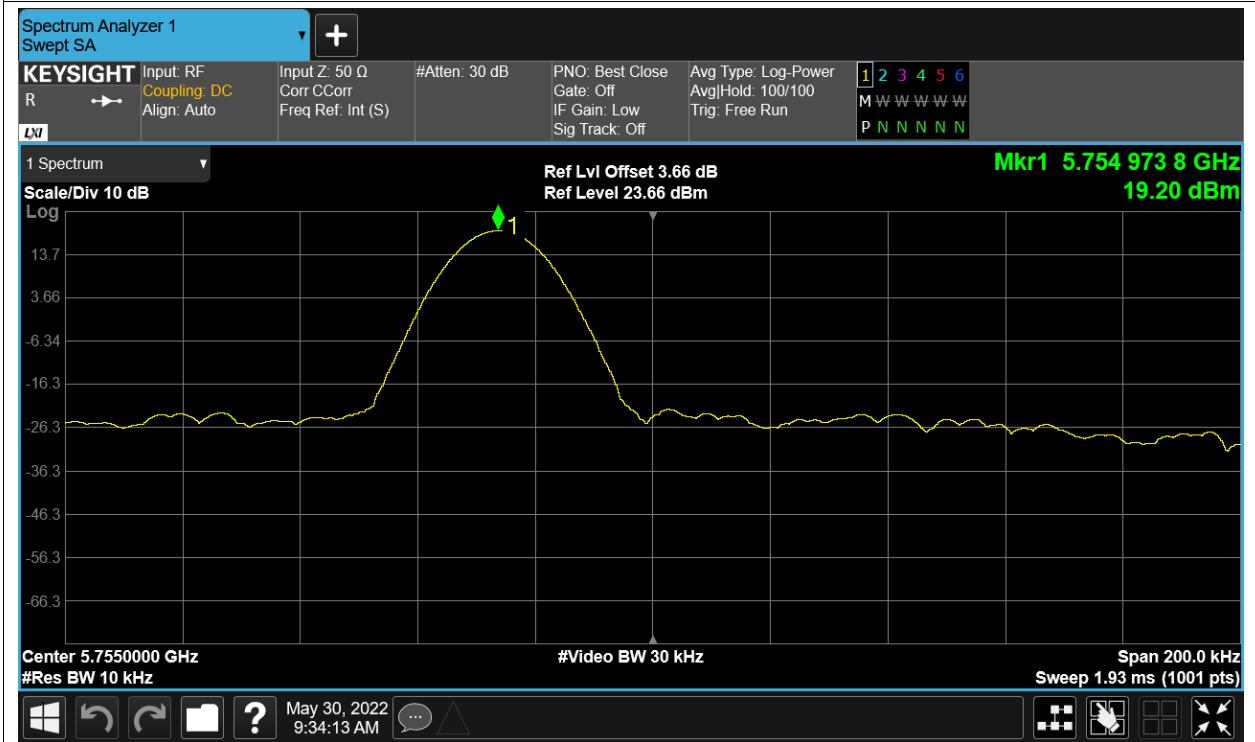 Spectrum Analyzer 1
Swept SA
+
KEYSIGHT
R
LXI
Input: RF
Coupling: DC
Align: Auto
Input Z: 50 Ω
Corr CCorr
Freq Ref: Int (S)
#Atten: 30 dB
PNO: Best Close
Gate: Off
IF Gain: Low
Sig Track: Off
Avg Type: Log-Power
Avg|Hold: 100/100
Trig: Free Run
1 2 3 4 5 6
M W W W W W
P N N N N N
1 Spectrum
Scale/Div 10 dB
Log
Ref Lvl Offset 3.66 dB
Ref Level 23.66 dBm
Mkr1 5.754 973 8 GHz
19.20 dBm
1
13.7
3.66
-6.34
-16.3
-26.3
-36.3
-46.3
-56.3
-66.3
Center 5.7550000 GHz
#Res BW 10 kHz
#Video BW 30 kHz
Span 200.0 kHz
Sweep 1.93 ms (1001 pts)
?
May 30, 2022
9:34:13 AM